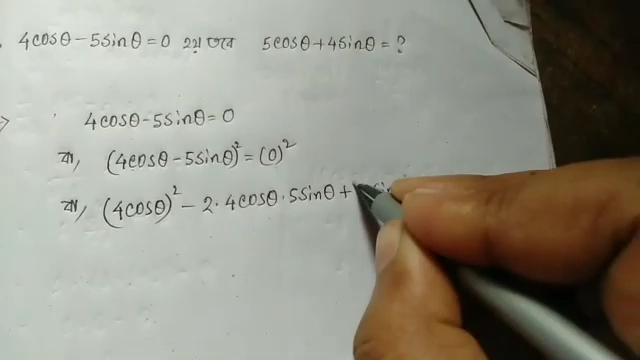 4cosθ - 5sinθ = 0 হয় তবে 5cosθ + 4sinθ = ?
4cosθ - 5sinθ = 0
বা, (4cosθ - 5sinθ)² = (0)²
বা, (4cosθ)² - 2·4cosθ·5sinθ +